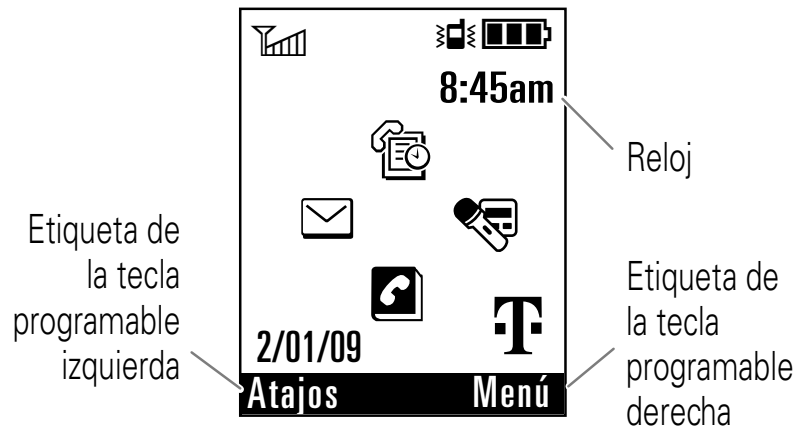 8:45am
Reloj
Etiqueta de
la tecla
programable
izquierda
Etiqueta de
la tecla
programable
derecha
2/01/09
T
Atajos
Menú